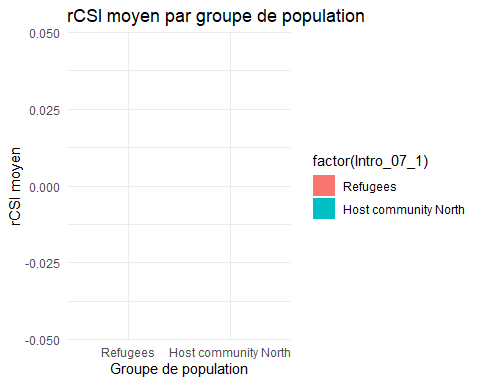 rCSI moyen par groupe de population
0.050
0.025
0.000
-0.025
-0.050
rCSI moyen
Refugees
Host community North
Groupe de population
factor(Intro_07_1)
Refugees
Host community North